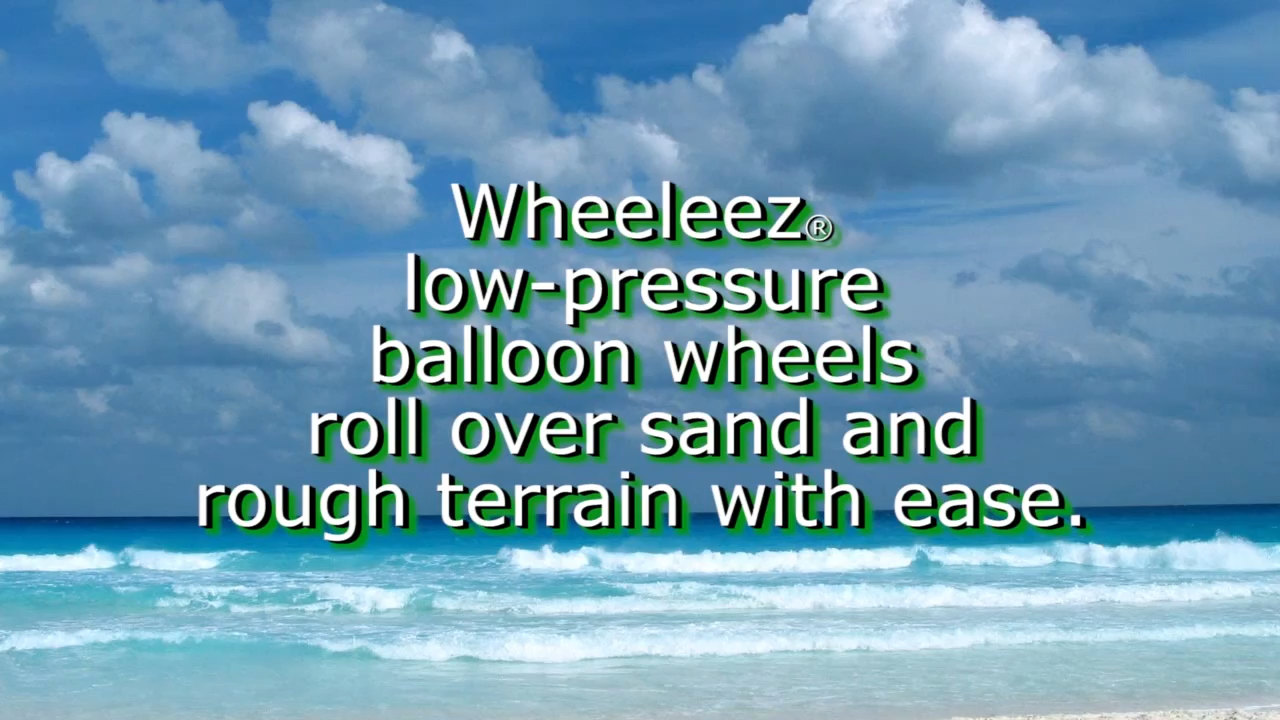 Wheeleez®
low-pressure
balloon wheels
roll over sand and
rough terrain with ease.